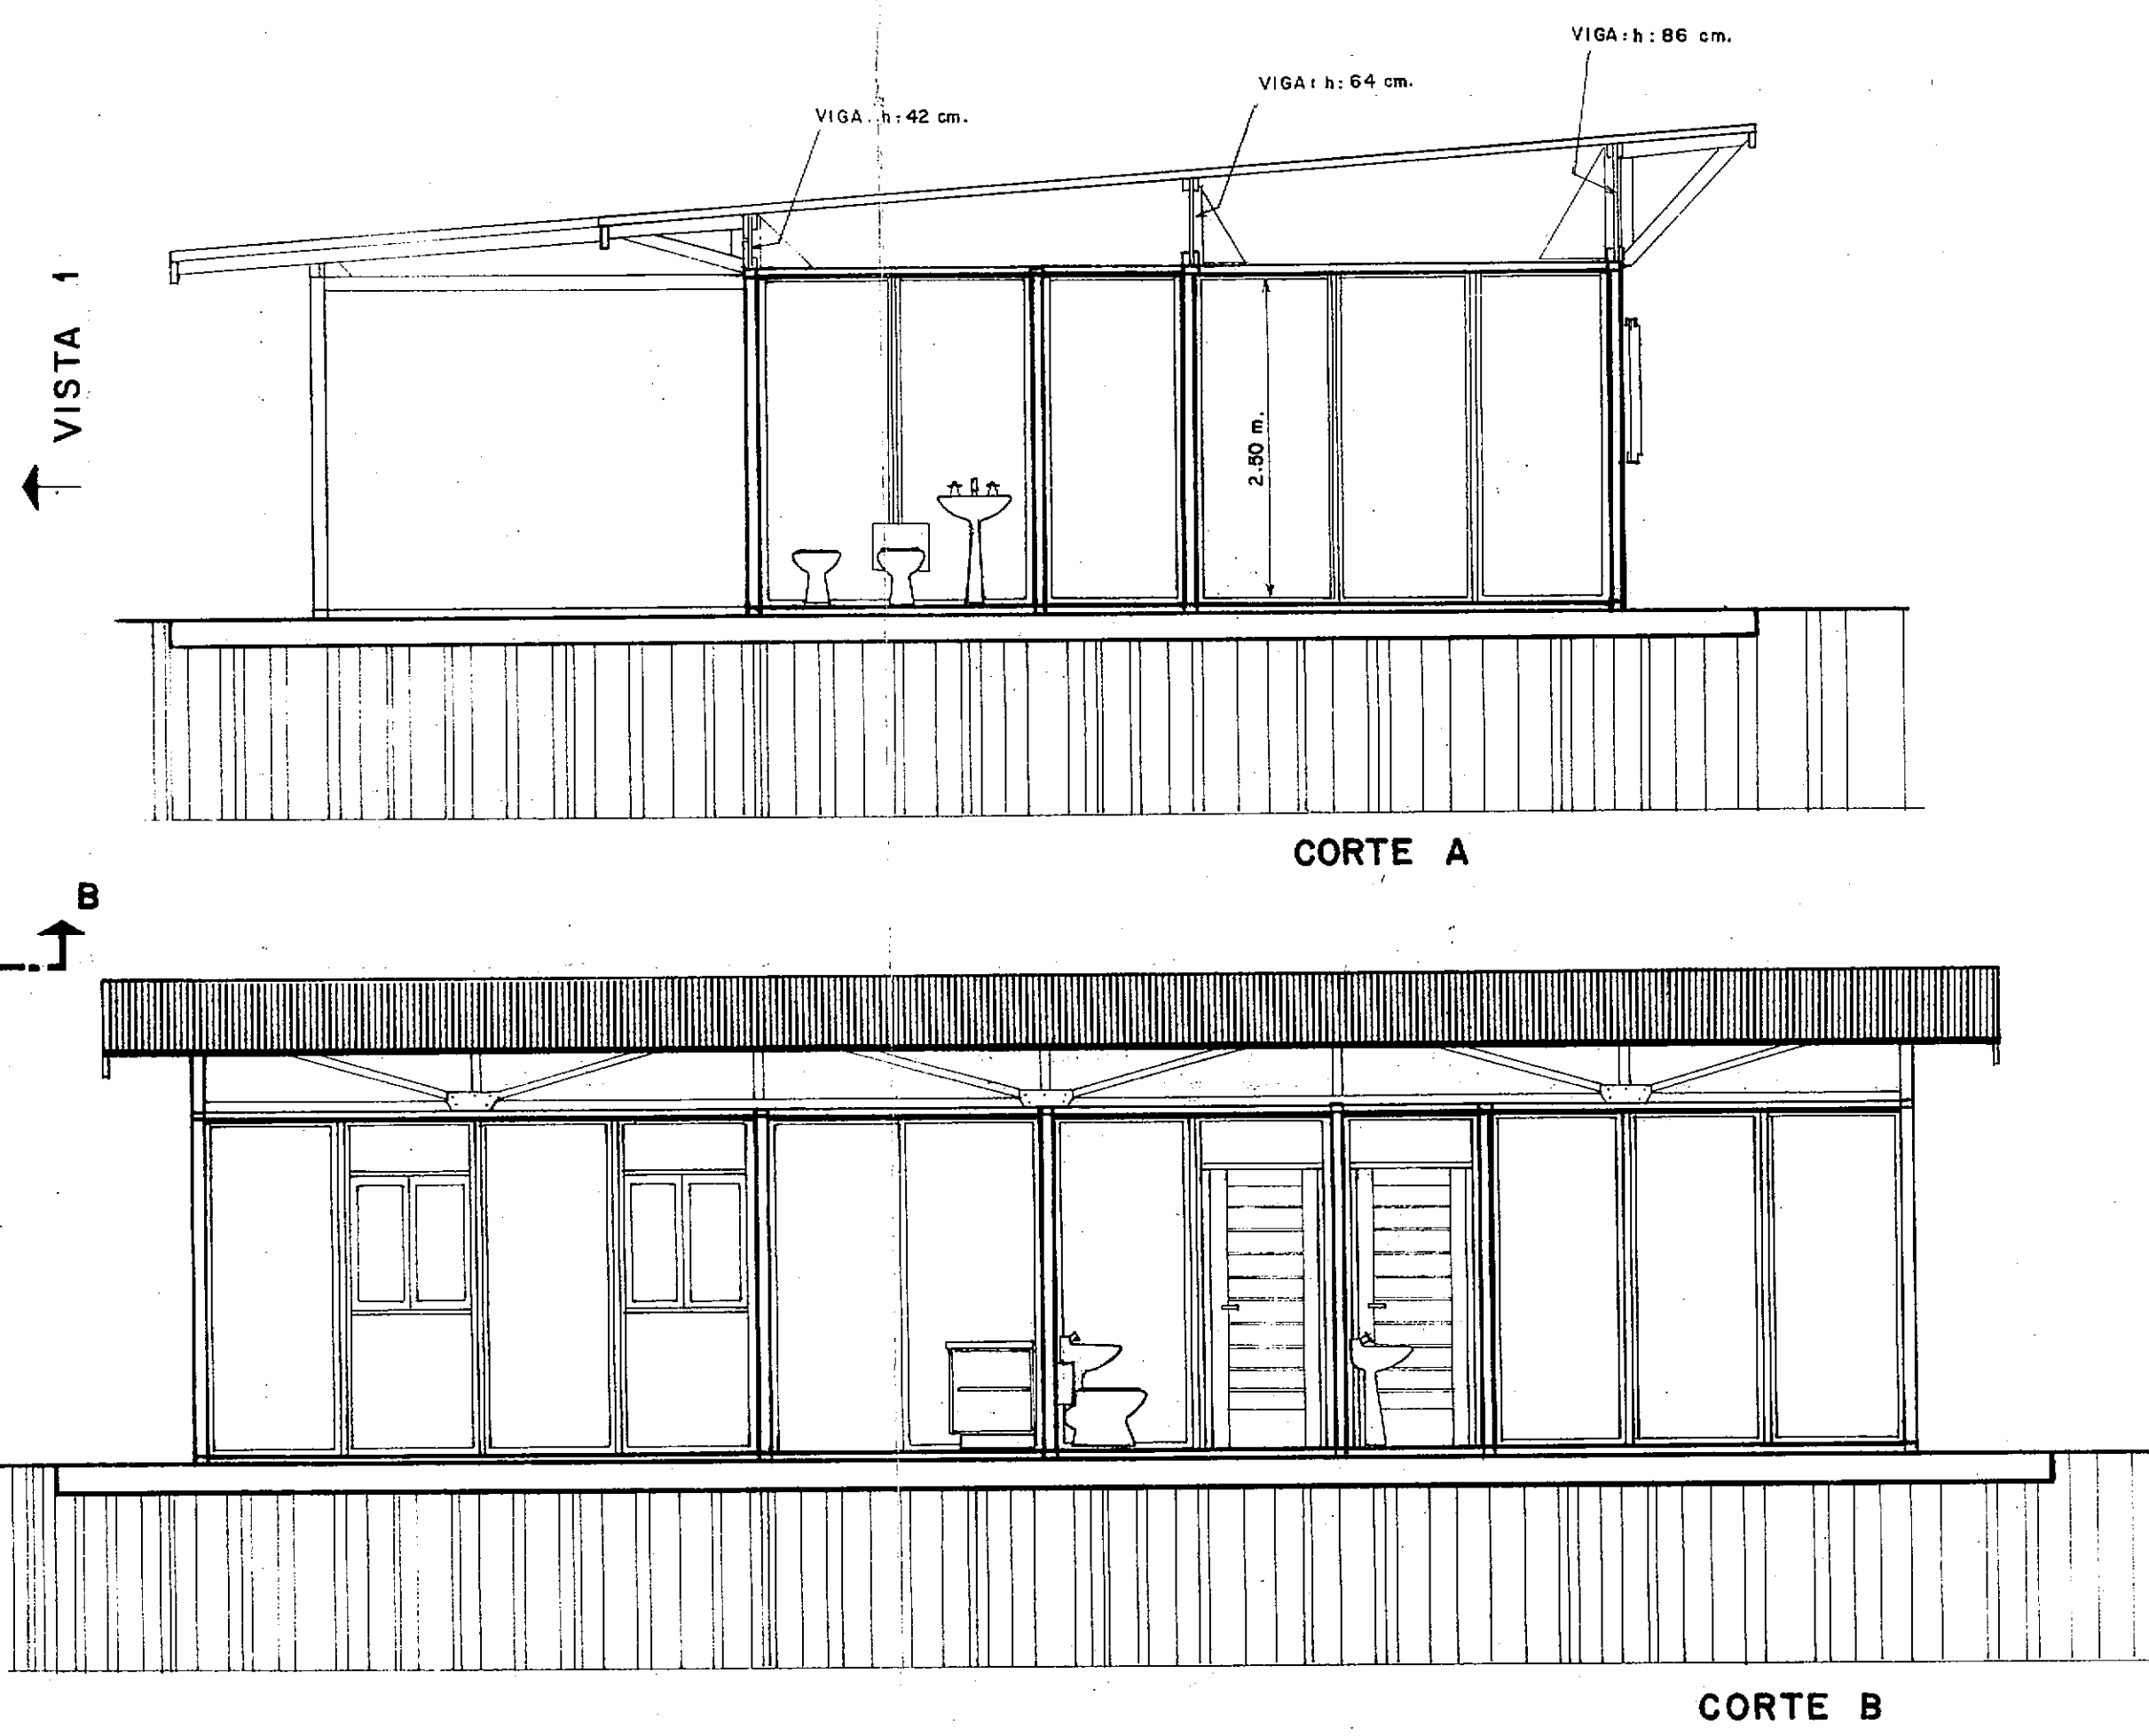 VIGA: h: 86 cm.
VIGA: h: 64 cm.
VIGA. h: 42 cm.
VISTA 1
2.50 m.
CORTE A
B
CORTE B